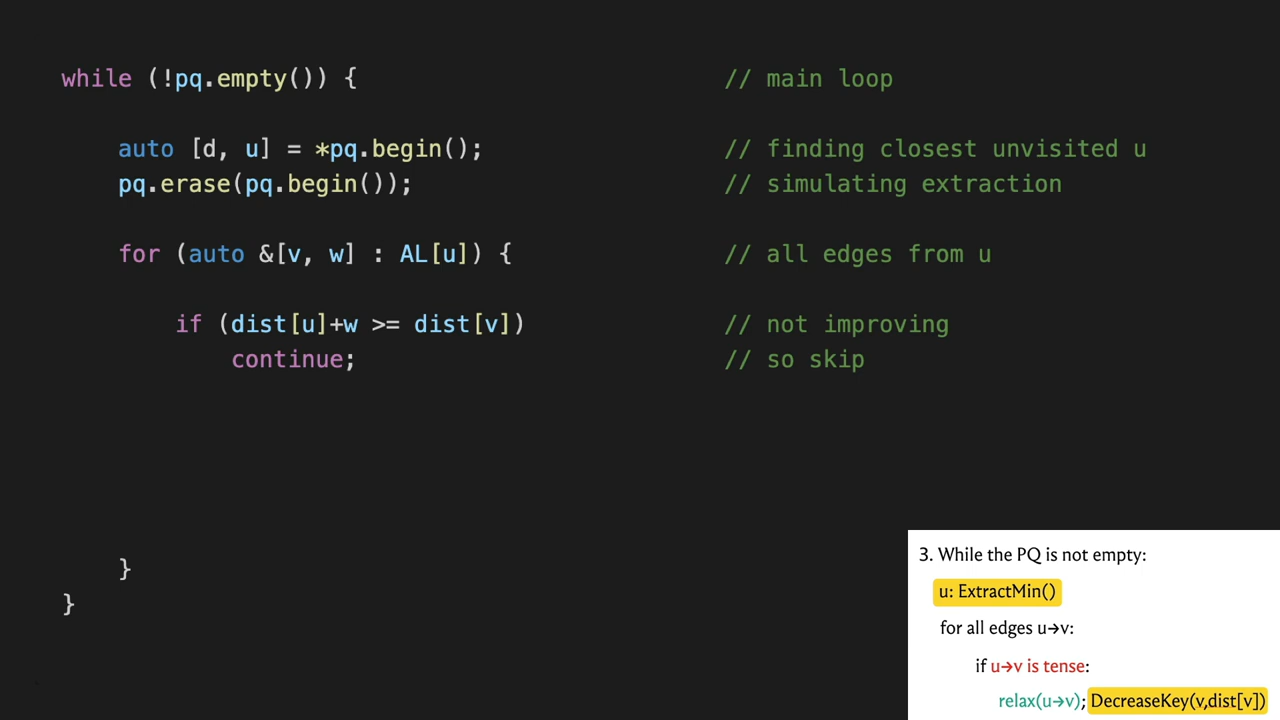 while (!pq.empty()) { // main loop
auto [d, u] = *pq.begin(); // finding closest unvisited u
pq.erase(pq.begin()); // simulating extraction
for (auto &[v, w] : AL[u]) { // all edges from u
if (dist[u]+w >= dist[v]) // not improving
continue; // so skip
}
}
3. While the PQ is not empty:
u: ExtractMin()
for all edges u→v:
if u→v is tense:
relax(u→v); DecreaseKey(v,dist[v])